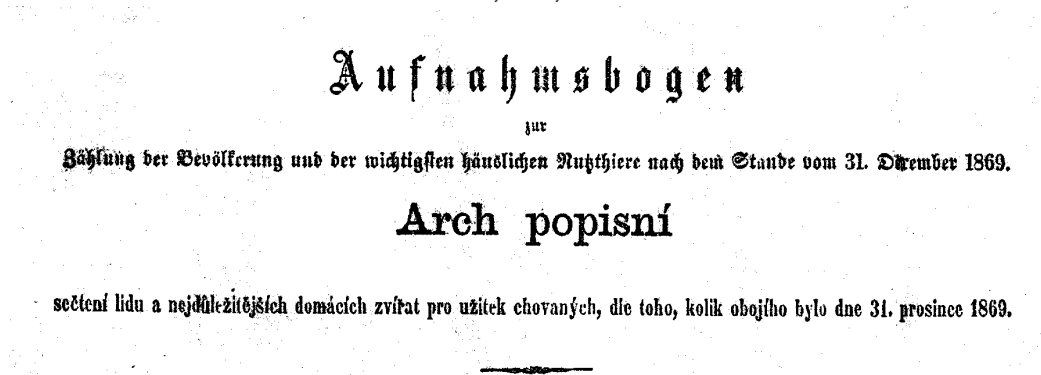 Aufnahmsbogen
zur
Zählung der Bevölkerung und der wichtigsten häuslichen Nutzthiere nach dem Stande vom 31. December 1869.
Arch popisní
sečtení lidu a nejdůležitějších domácích zvířat pro užitek chovaných, dle toho, kolik obojího bylo dne 31. prosince 1869.